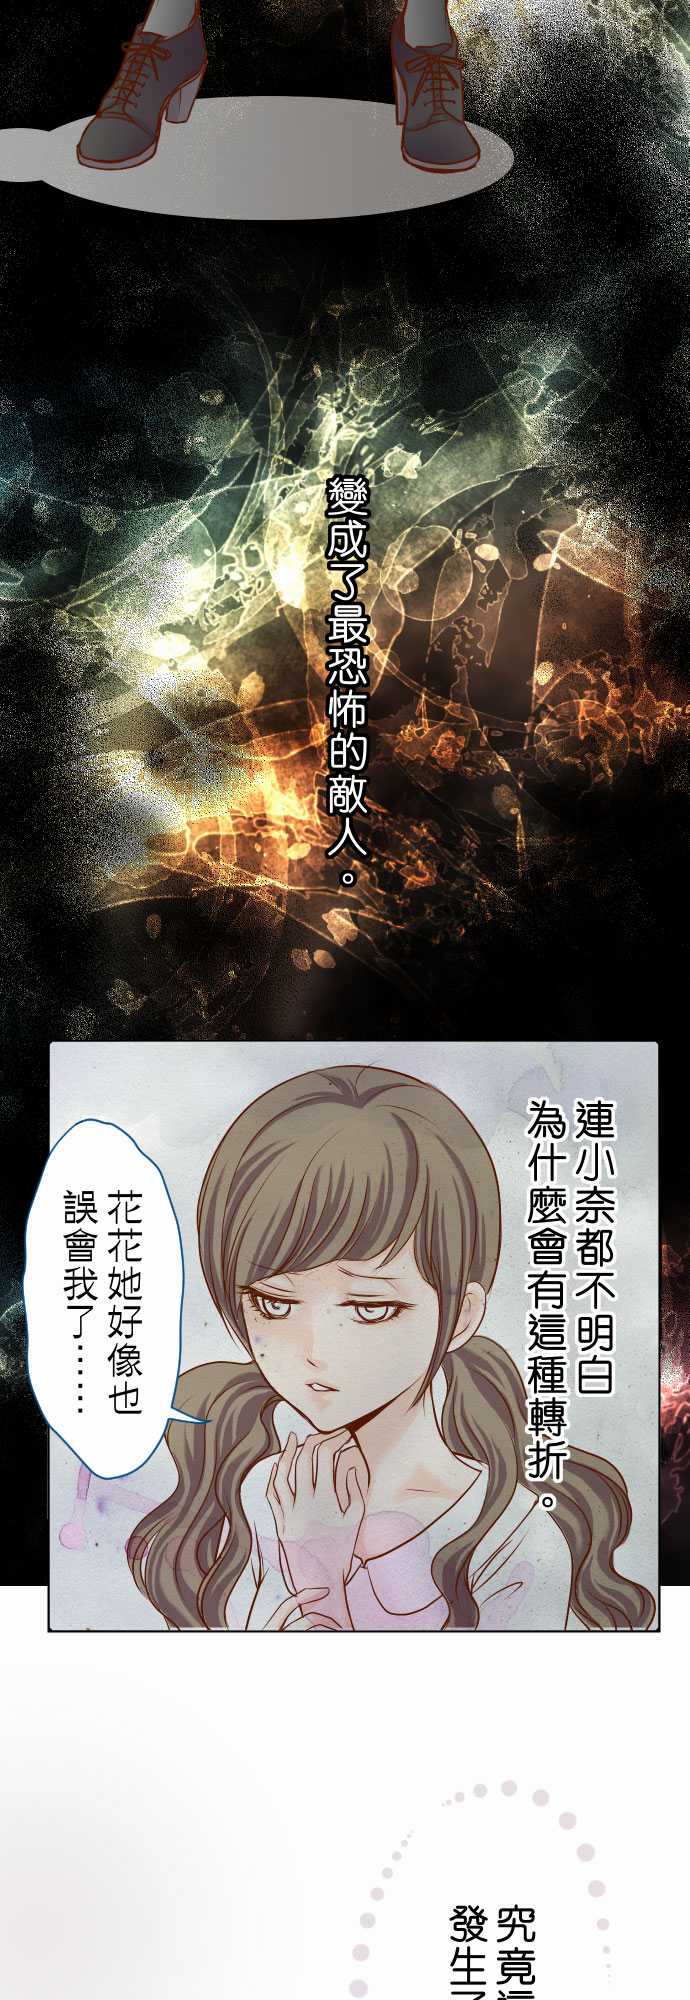 變成了最恐怖的敵人。
連小奈都不明白
為什麼會有這種轉折。
花花她好像也
誤會我了……
究竟這
發生了